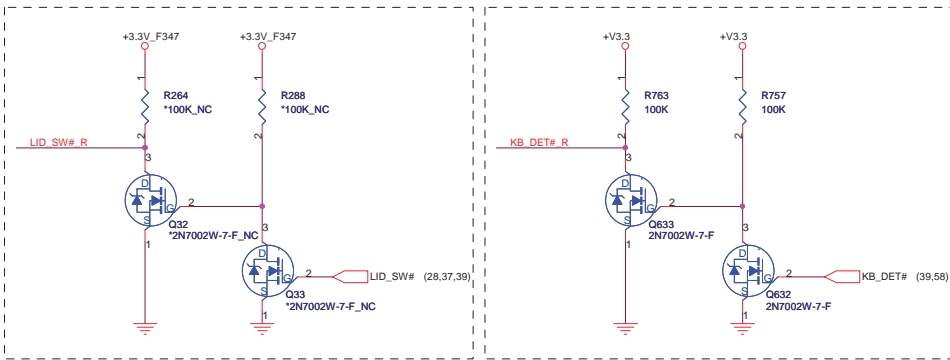 +3.3V_F347
+3.3V_F347
1
R264
*100K_NC
2
1
R288
*100K_NC
2
LID_SW#_R
3
D
G
S
2
Q32
*2N7002W-7-F_NC
1
3
D
G
S
2
LID_SW# (28,37,39)
Q33
*2N7002W-7-F_NC
1
+V3.3
+V3.3
1
R763
100K
2
1
R757
100K
2
KB_DET#_R
3
D
G
S
2
Q633
2N7002W-7-F
1
3
D
G
S
2
KB_DET# (39,58)
Q632
2N7002W-7-F
1